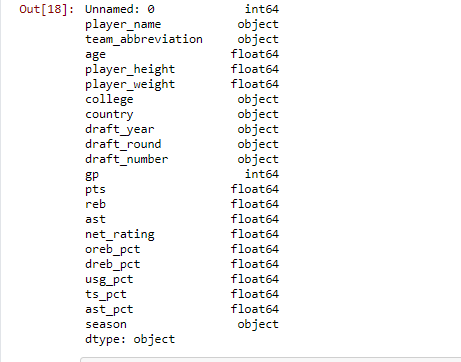 Out[18]: Unnamed: 0 int64
player_name object
team_abbreviation object
age float64
player_height float64
player_weight float64
college object
country object
draft_year object
draft_round object
draft_number object
gp int64
pts float64
reb float64
ast float64
net_rating float64
oreb_pct float64
dreb_pct float64
usg_pct float64
ts_pct float64
ast_pct float64
season object
dtype: object